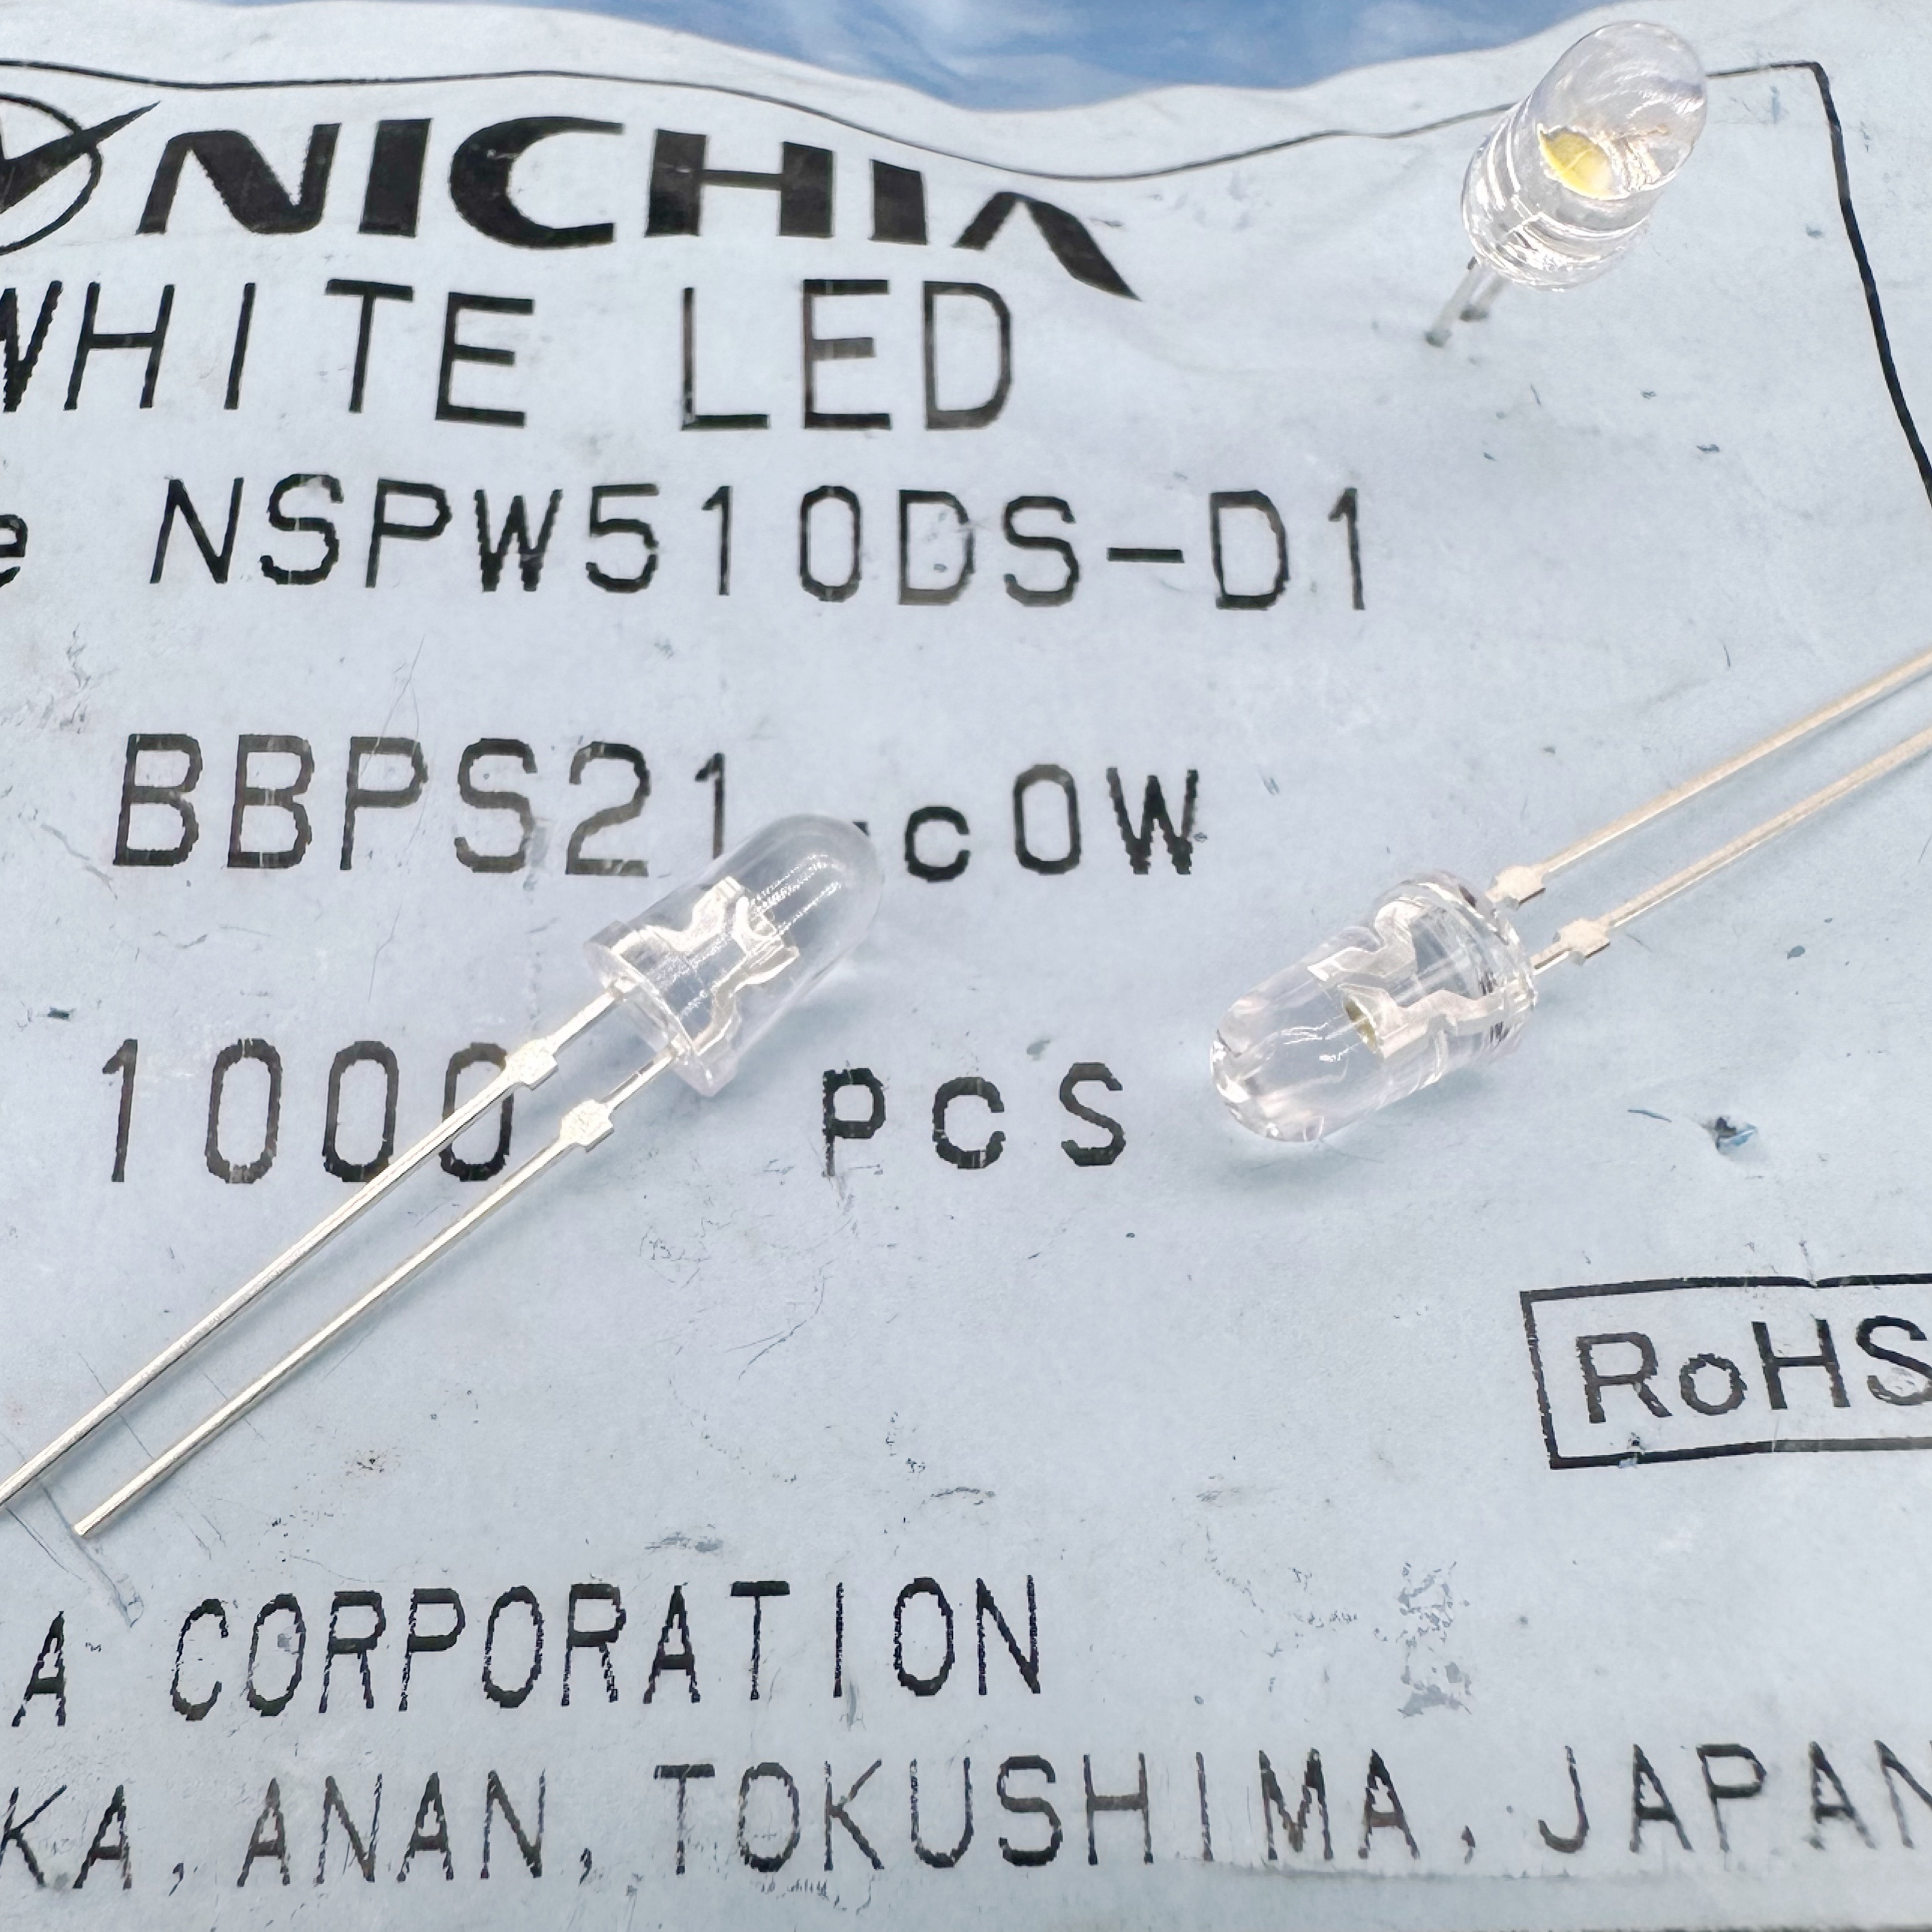 NICHIA
WHITE LED
e NSPW510DS-D1
BBPS21-c0W
1000 pcs
RoHS
A CORPORATION
KA, ANAN, TOKUSHIMA, JAPAN